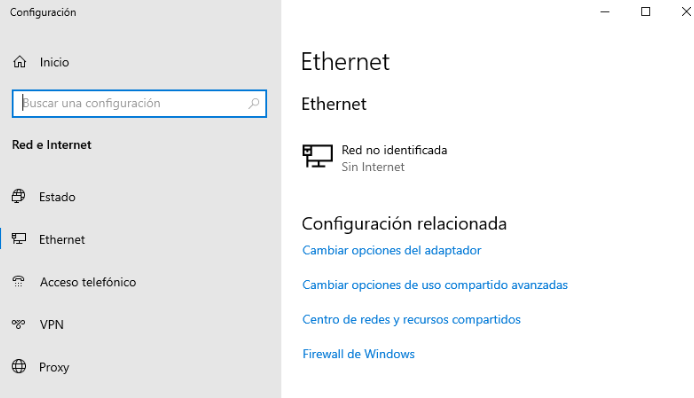 Configuración
Inicio
Buscar una configuración
Red e Internet
Estado
Ethernet
Acceso telefónico
VPN
Proxy
Ethernet
Ethernet
Red no identificada
Sin Internet
Configuración relacionada
Cambiar opciones del adaptador
Cambiar opciones de uso compartido avanzadas
Centro de redes y recursos compartidos
Firewall de Windows